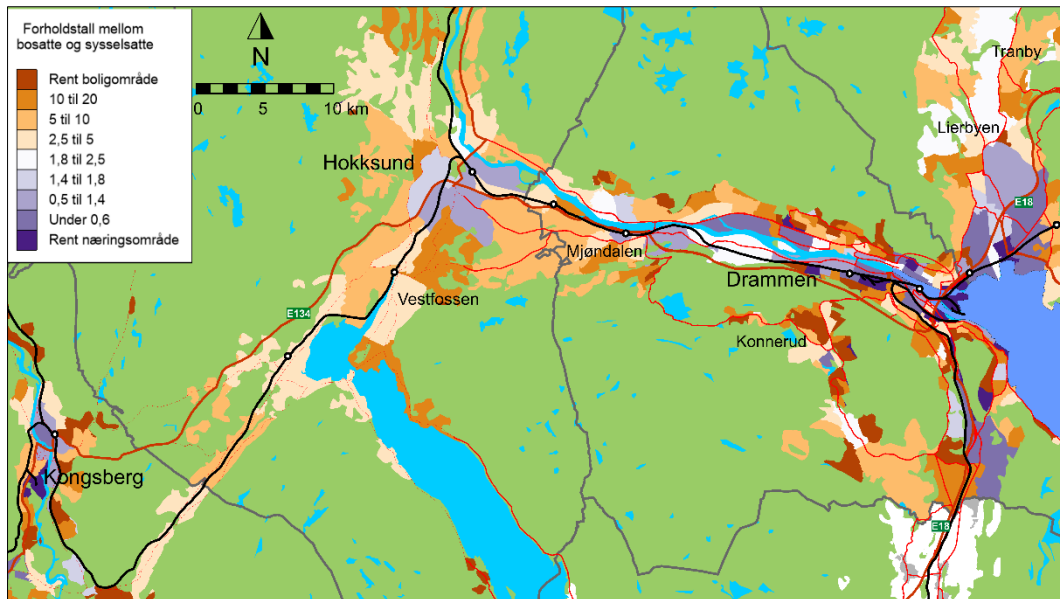 Forholdstall mellom
bosatte og sysselsatte
Rent boligområde
10 til 20
5 til 10
2,5 til 5
1,8 til 2,5
1,4 til 1,8
0,5 til 1,4
Under 0,6
Rent næringsområde
N
0 5 10 km
Tranby
Lierbyen
Hokksund
E18
Mjøndalen
Drammen
Vestfossen
E134
Konnerud
Kongsberg
E18